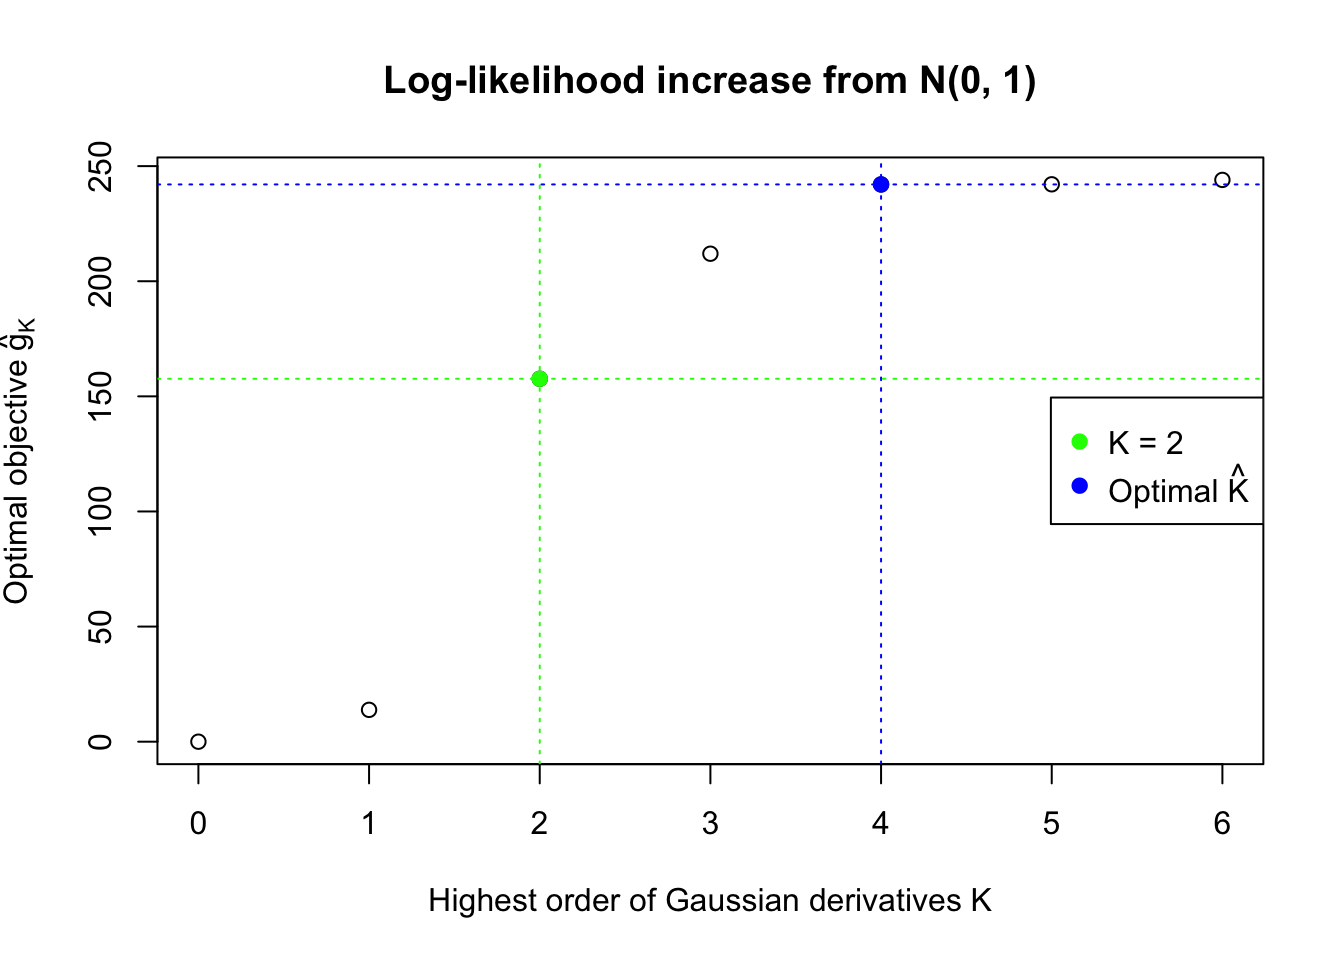 Log-likelihood increase from N(0, 1)
Optimal objective ĝ_K
250
200
150
100
50
0
K = 2
Optimal K̂
0 1 2 3 4 5 6
Highest order of Gaussian derivatives K